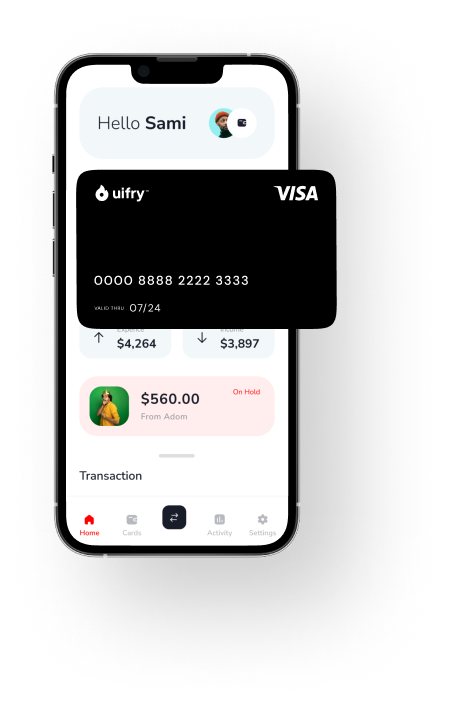 Hello Sami
uifry™
VISA
0000 8888 2222 3333
VALID THRU 07/24
Expence
Income
$4,264
$3,897
$560.00
On Hold
From Adom
Transaction
Home
Cards
Activity
Settings